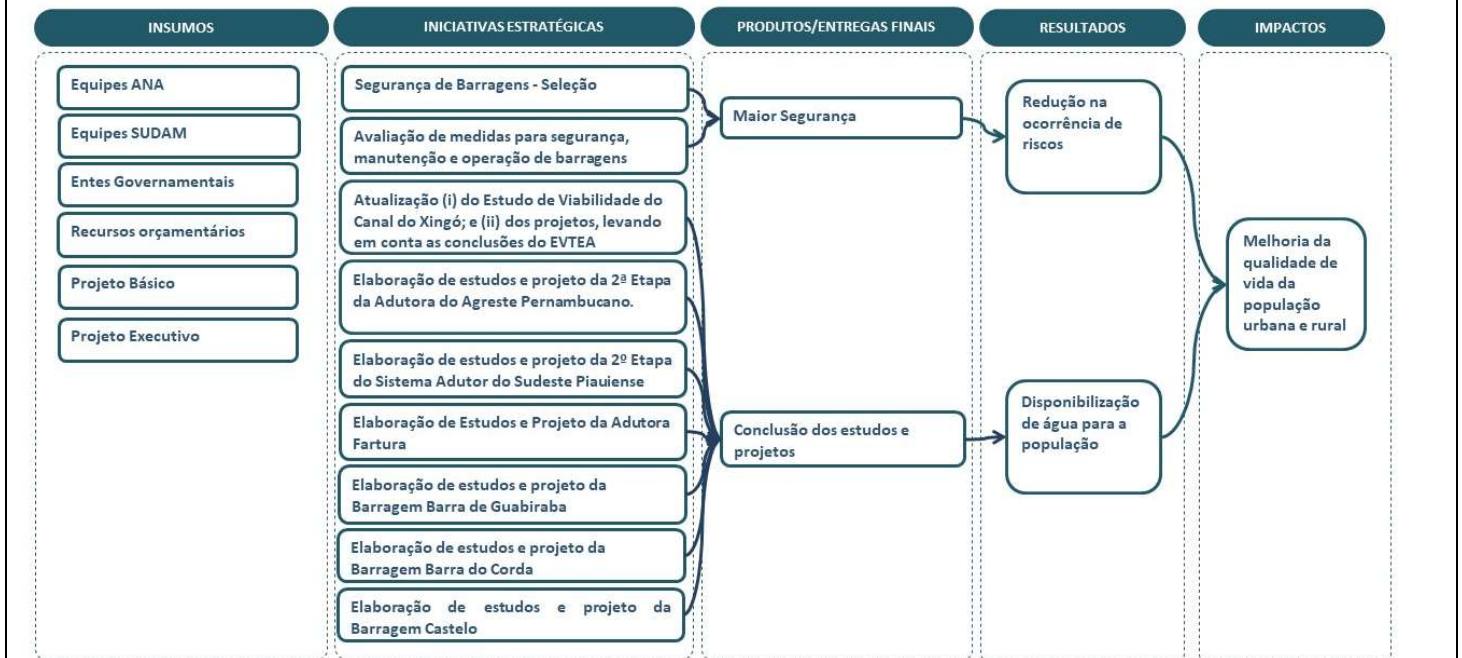 INSUMOS
INICIATIVAS ESTRATÉGICAS
PRODUTOS/ENTREGAS FINAIS
RESULTADOS
IMPACTOS
Equipes ANA
Equipes SUDAM
Entes Governamentais
Recursos orçamentários
Projeto Básico
Projeto Executivo
Segurança de Barragens - Seleção
Avaliação de medidas para segurança,
manutenção e operação de barragens
Atualização (i) do Estudo de Viabilidade do
Canal do Xingó; e (ii) dos projetos, levando
em conta as conclusões do EVTEA
Elaboração de estudos e projeto da 2ª Etapa
da Adutora do Agreste Pernambucano.
Elaboração de estudos e projeto da 2º Etapa
do Sistema Adutor do Sudeste Piauiense
Elaboração de Estudos e Projeto da Adutora
Fartura
Elaboração de estudos e projeto da
Barragem Barra de Guabiraba
Elaboração de estudos e projeto da
Barragem Barra do Corda
Elaboração de estudos e projeto da
Barragem Castelo
Maior Segurança
Conclusão dos estudos e
projetos
Redução na
ocorrência de
riscos
Disponibilização
de água para a
população
Melhoria da
qualidade de
vida da
população
urbana e rural